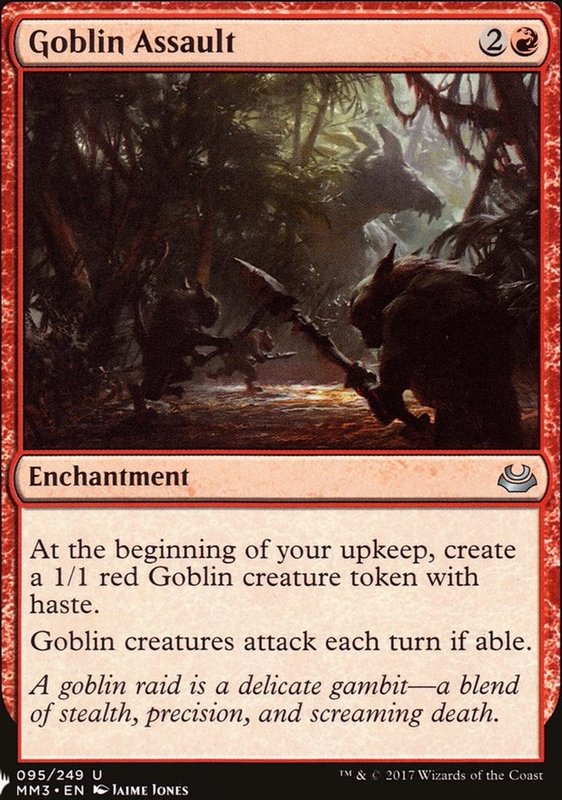 Goblin Assault 2
Enchantment
At the beginning of your upkeep, create
a 1/1 red Goblin creature token with
haste.
Goblin creatures attack each turn if able.
A goblin raid is a delicate gambit—a blend
of stealth, precision, and screaming death.
095/249 U
MM3 • EN Jaime Jones
™ & © 2017 Wizards of the Coast